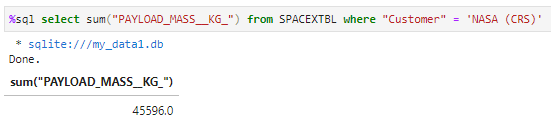 %sql select sum("PAYLOAD_MASS__KG_") from SPACEXTBL where "Customer" = 'NASA (CRS)'
* sqlite:///my_data1.db
Done.
sum("PAYLOAD_MASS__KG_")
45596.0